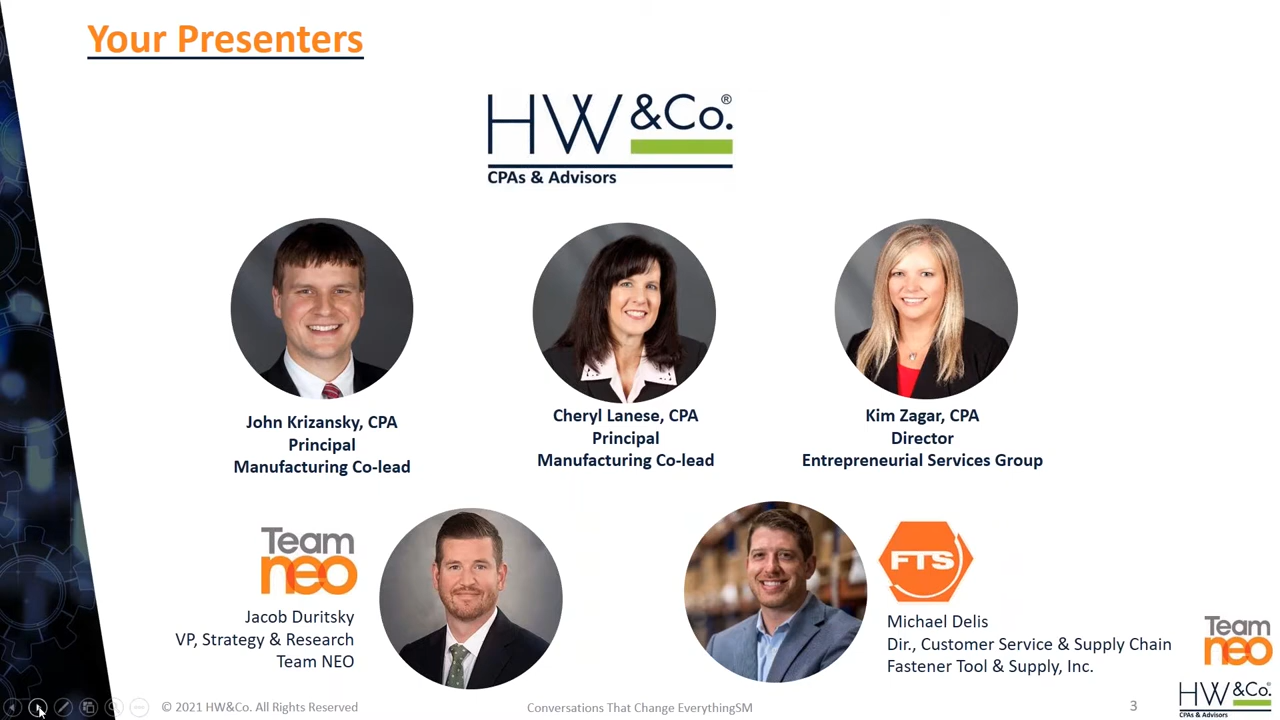 Your Presenters
HW&Co.®
CPAs & Advisors
John Krizansky, CPA
Principal
Manufacturing Co-lead
Cheryl Lanese, CPA
Principal
Manufacturing Co-lead
Kim Zagar, CPA
Director
Entrepreneurial Services Group
Team
neo
Jacob Duritsky
VP, Strategy & Research
Team NEO
FTS
Michael Delis
Dir., Customer Service & Supply Chain
Fastener Tool & Supply, Inc.
Team
neo
© 2021 HW&Co. All Rights Reserved
Conversations That Change EverythingSM
3
HW&Co.®
CPAs & Advisors